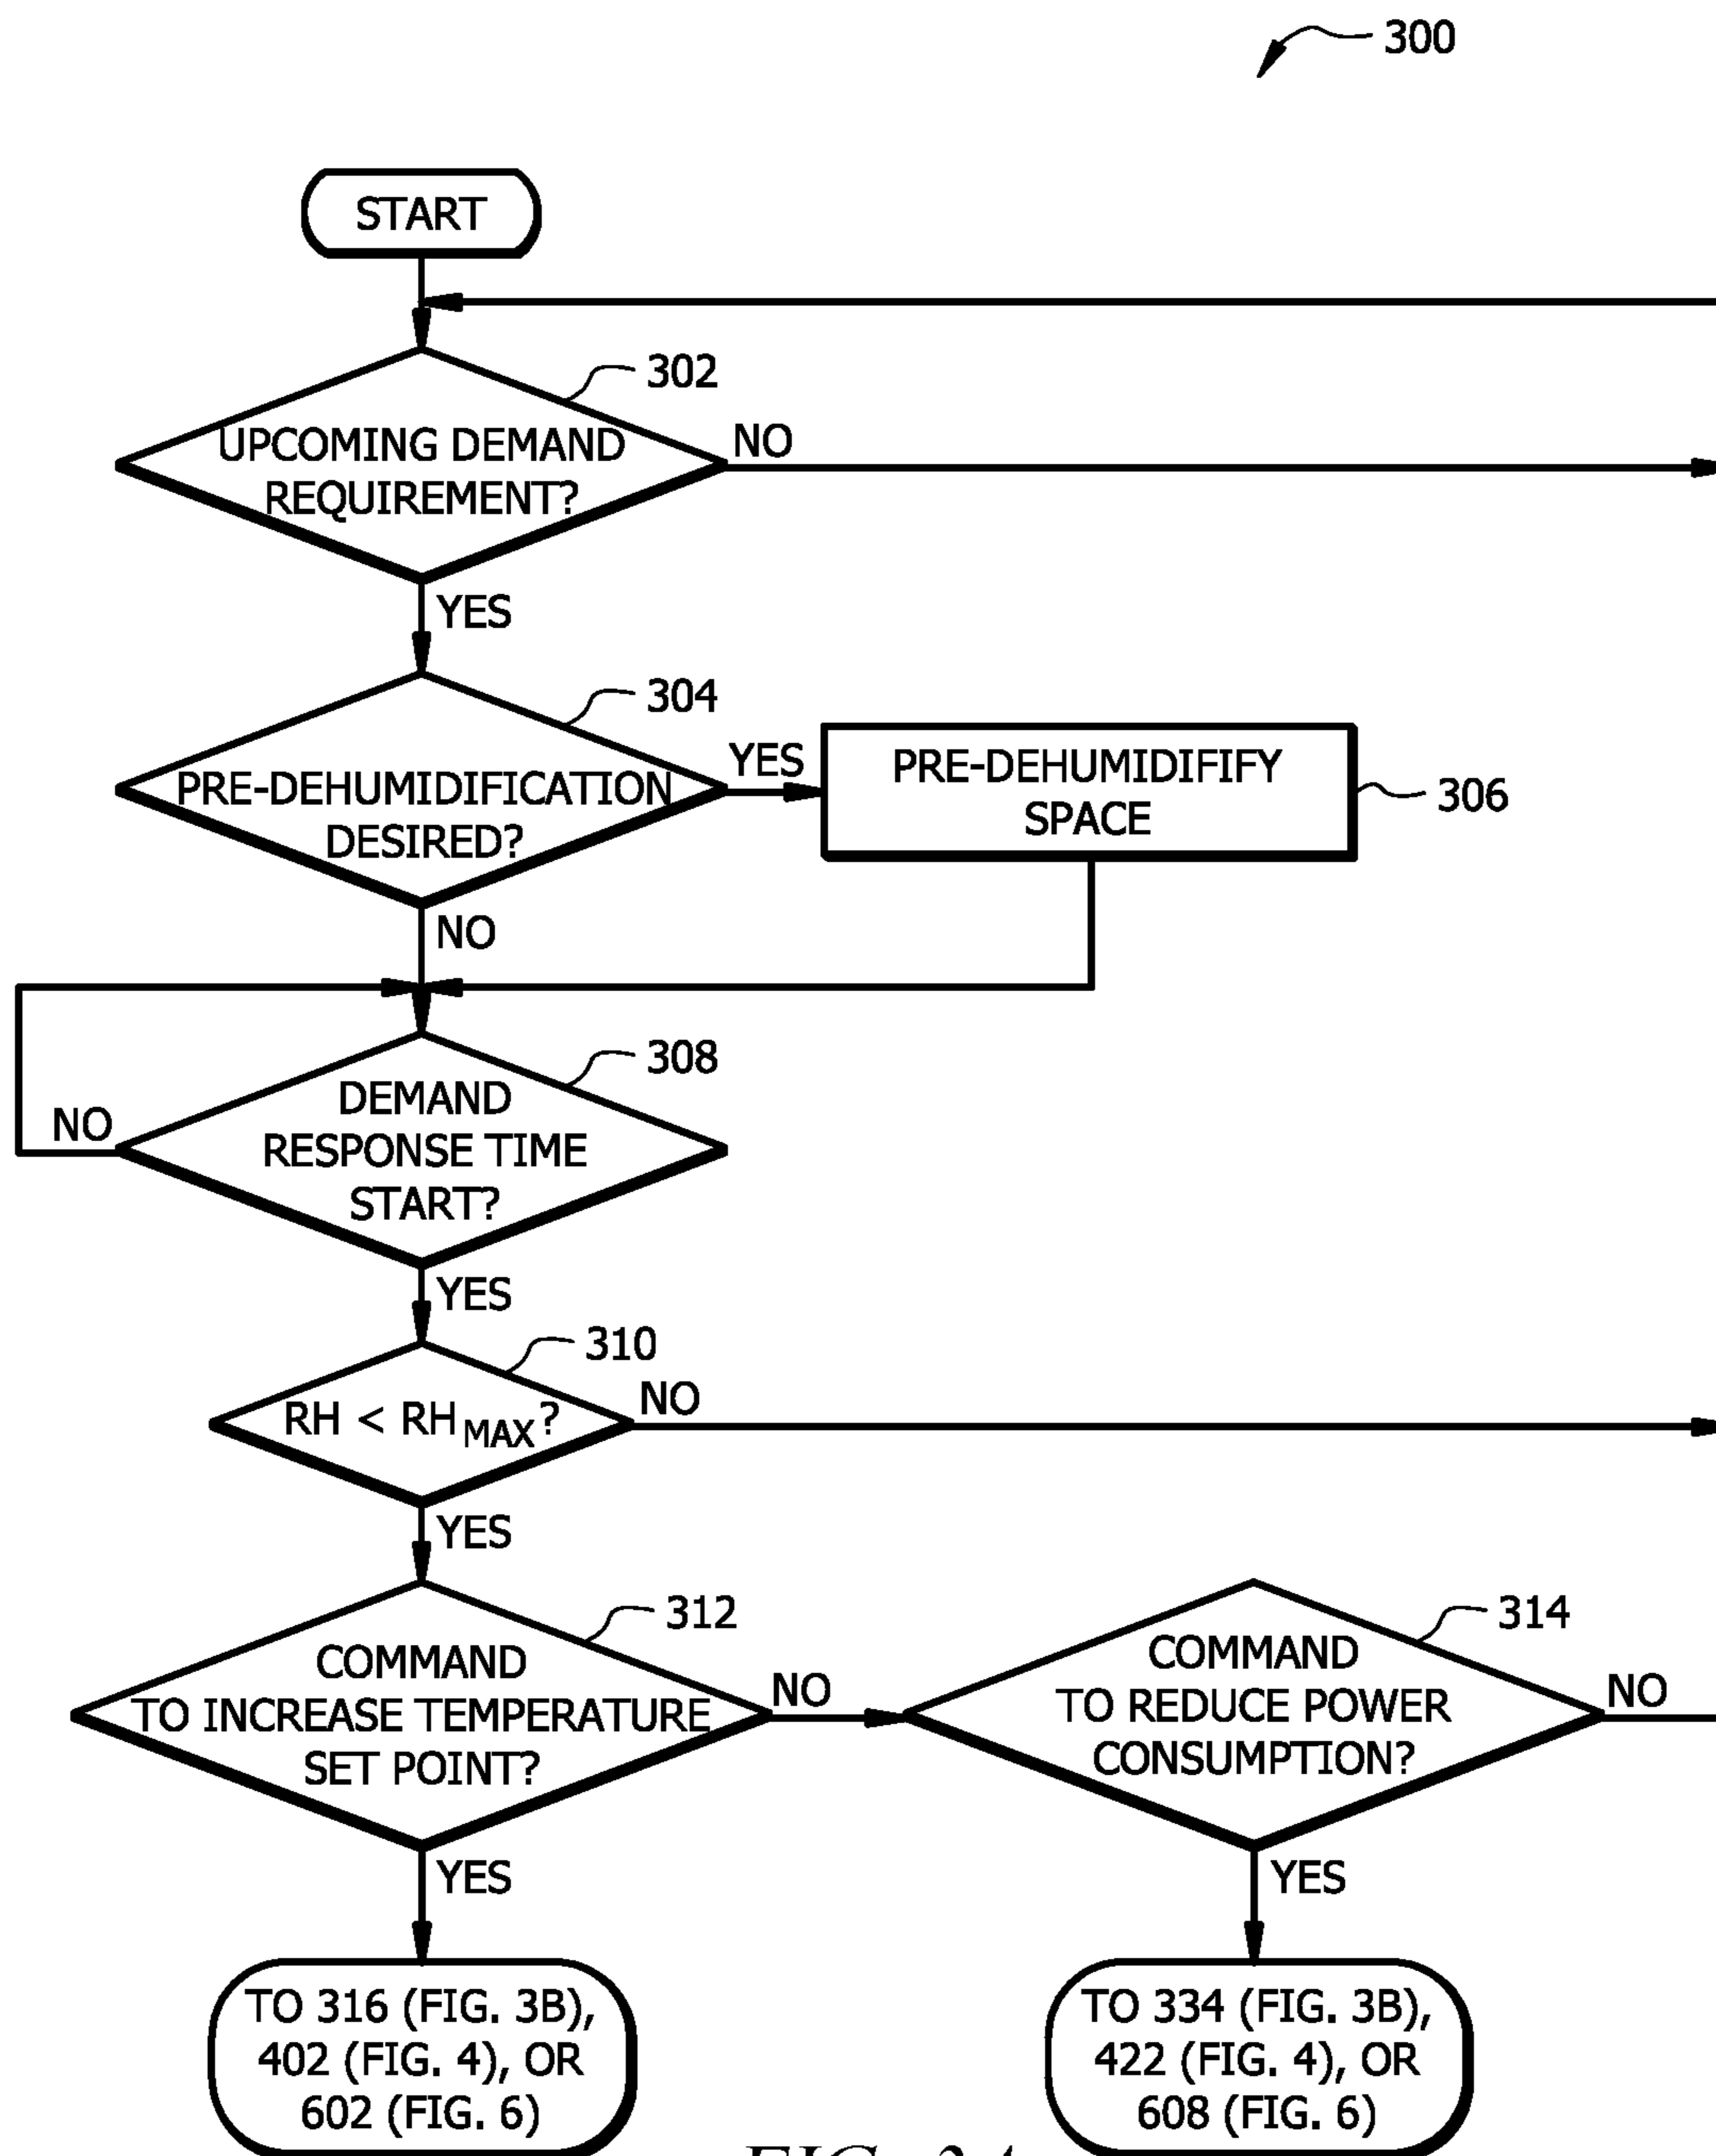 300
START
302
UPCOMING DEMAND
REQUIREMENT?
NO
YES
304
PRE-DEHUMIDIFICATION
DESIRED?
YES
PRE-DEHUMIDIFIFY
SPACE
306
NO
308
DEMAND
RESPONSE TIME
START?
NO
YES
310
RH < RH MAX ?
NO
YES
312
COMMAND
TO INCREASE TEMPERATURE
SET POINT?
NO
314
COMMAND
TO REDUCE POWER
CONSUMPTION?
NO
YES
YES
TO 316 (FIG. 3B),
402 (FIG. 4), OR
602 (FIG. 6)
TO 334 (FIG. 3B),
422 (FIG. 4), OR
608 (FIG. 6)